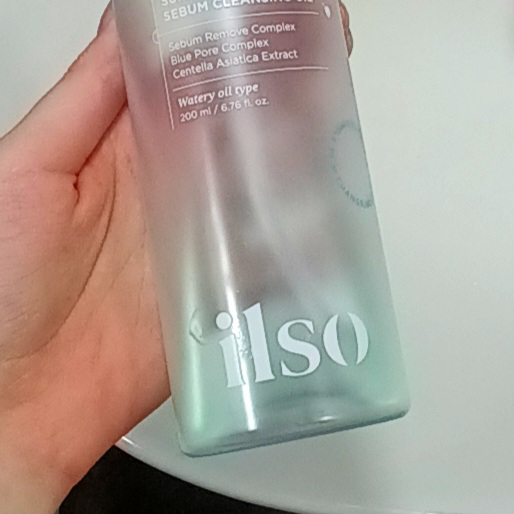 SEBUM CLEANSING OIL
Sebum Remove Complex
Blue Pore Complex
Centella Asiatica Extract
Watery oil type
200 ml / 6.76 fl. oz.
ilso